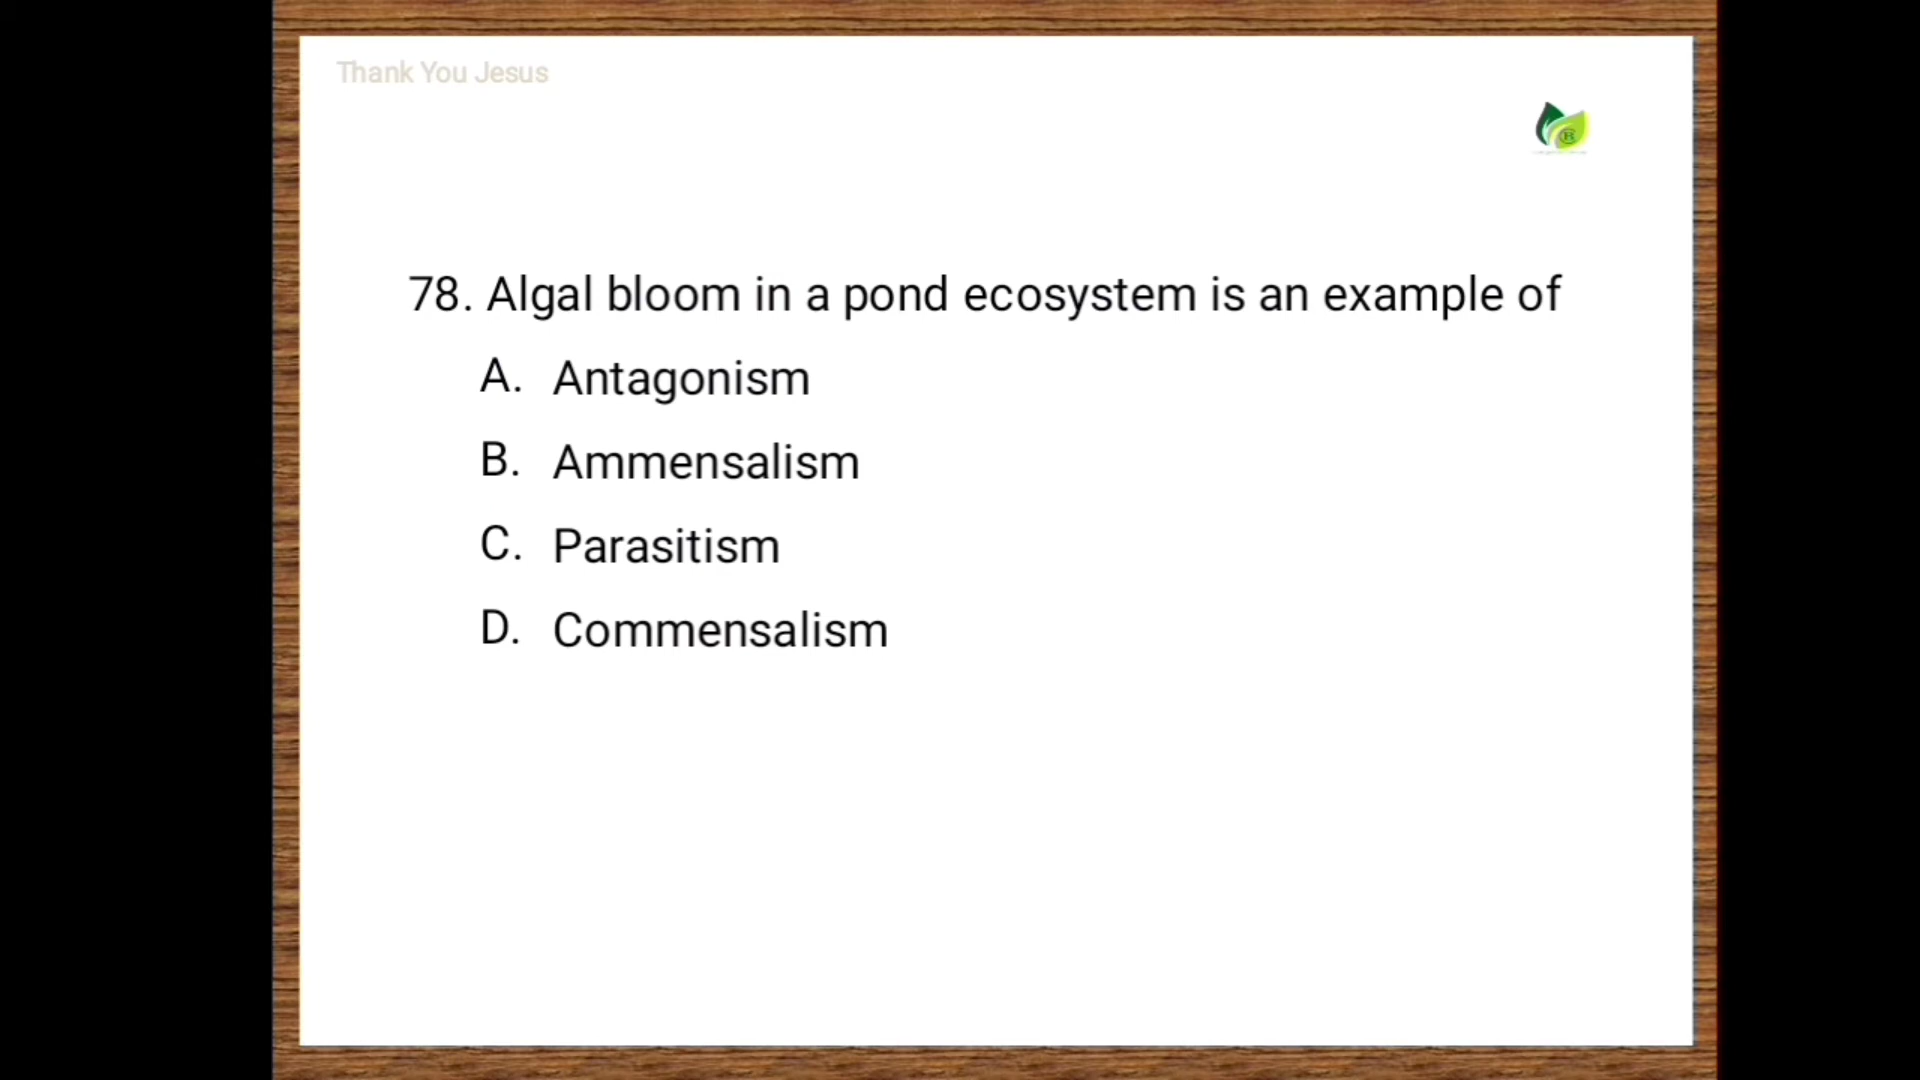 Thank You Jesus
78. Algal bloom in a pond ecosystem is an example of
A. Antagonism
B. Ammensalism
C. Parasitism
D. Commensalism